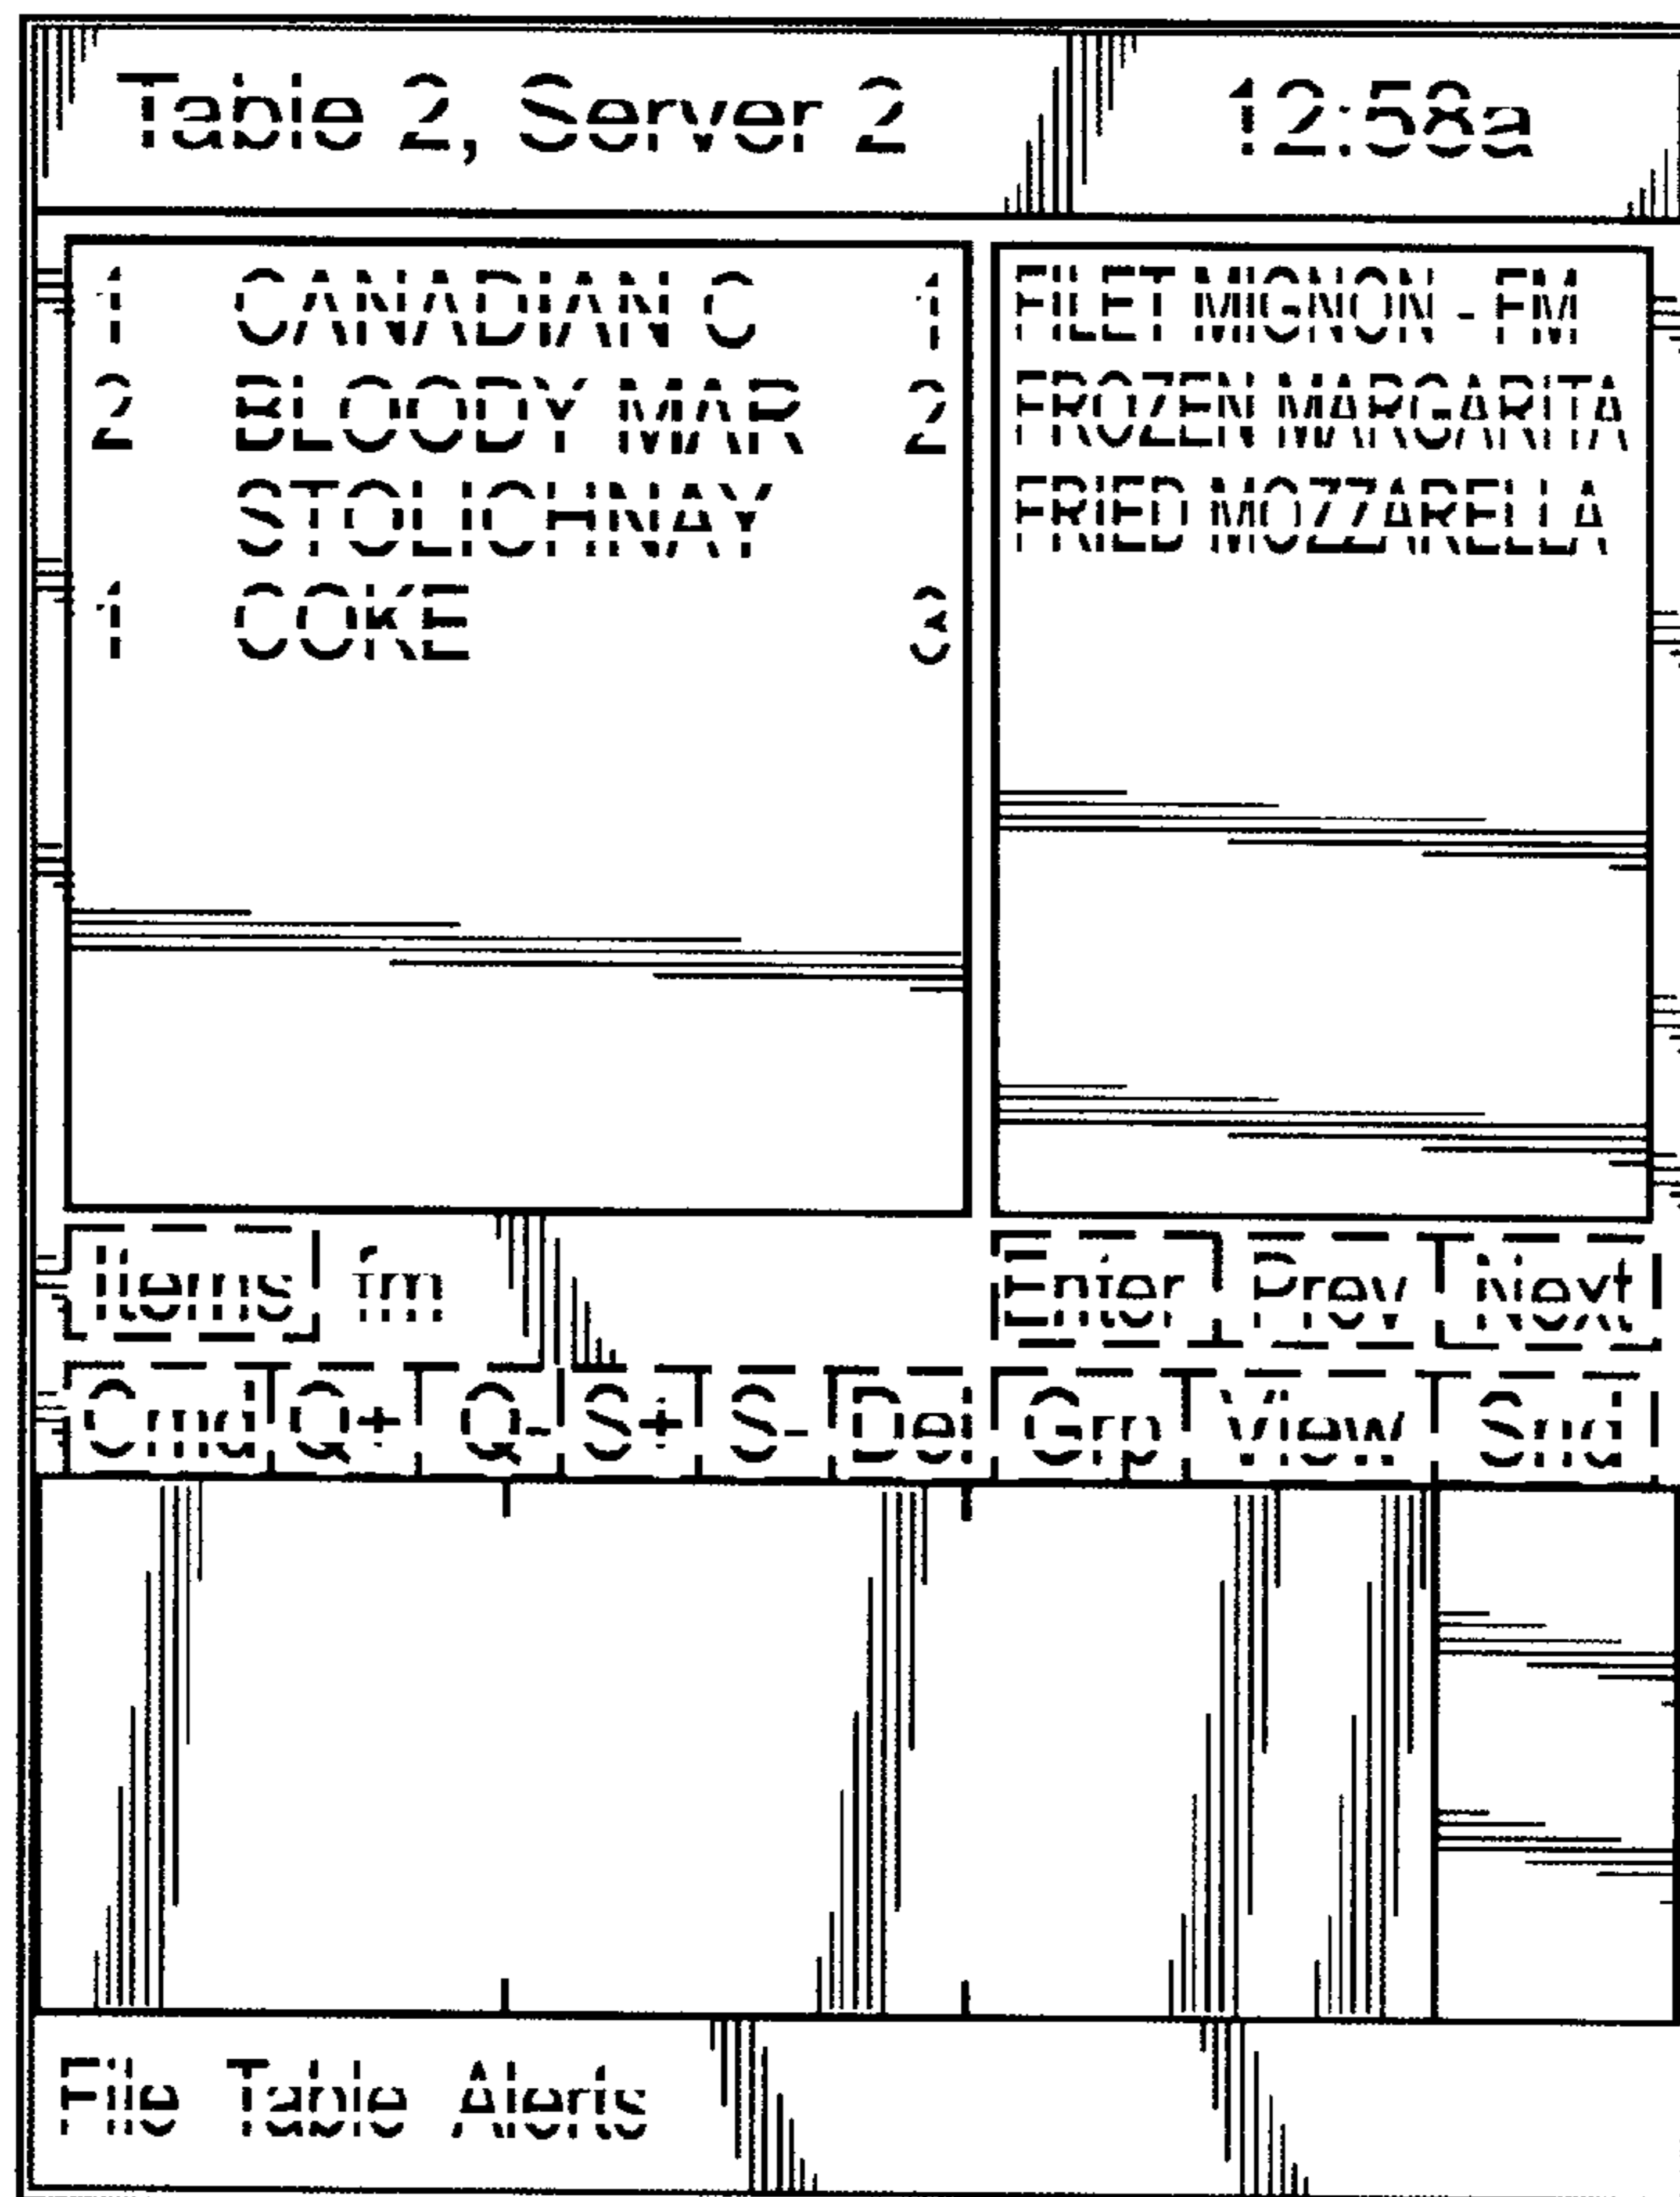 Table 2, Server 2 12:58a
1 CANADIAN C 1
2 BLOODY MAR 2
STOLICHNAY
1 COKE 3
FILET MIGNON - FM
FROZEN MARGARITA
FRIED MOZZARELLA
Items fm Enter Prev Next
Cmd Q+ Q- S+ S- Del Grp View Snd
File Table Alerts